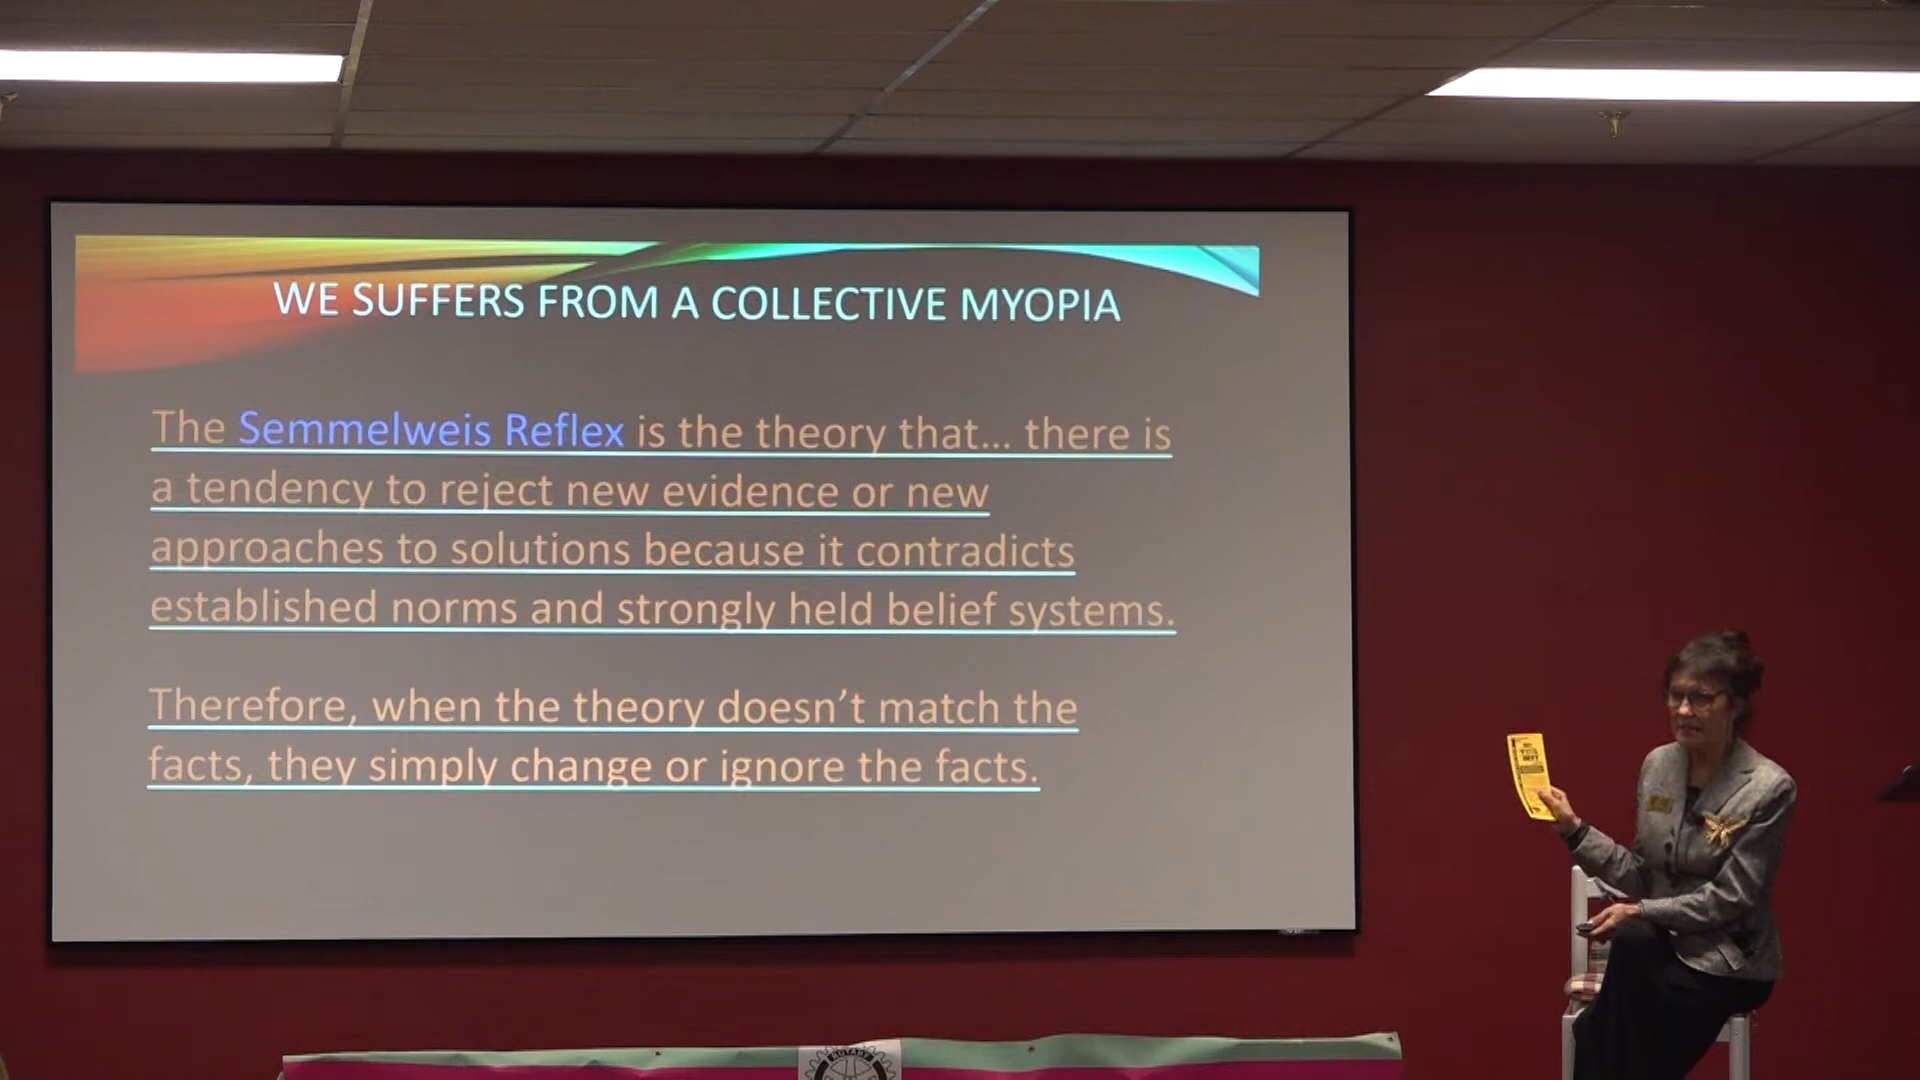 WE SUFFERS FROM A COLLECTIVE MYOPIA
The Semmelweis Reflex is the theory that... there is
a tendency to reject new evidence or new
approaches to solutions because it contradicts
established norms and strongly held belief systems.
Therefore, when the theory doesn't match the
facts, they simply change or ignore the facts.
ROTARY